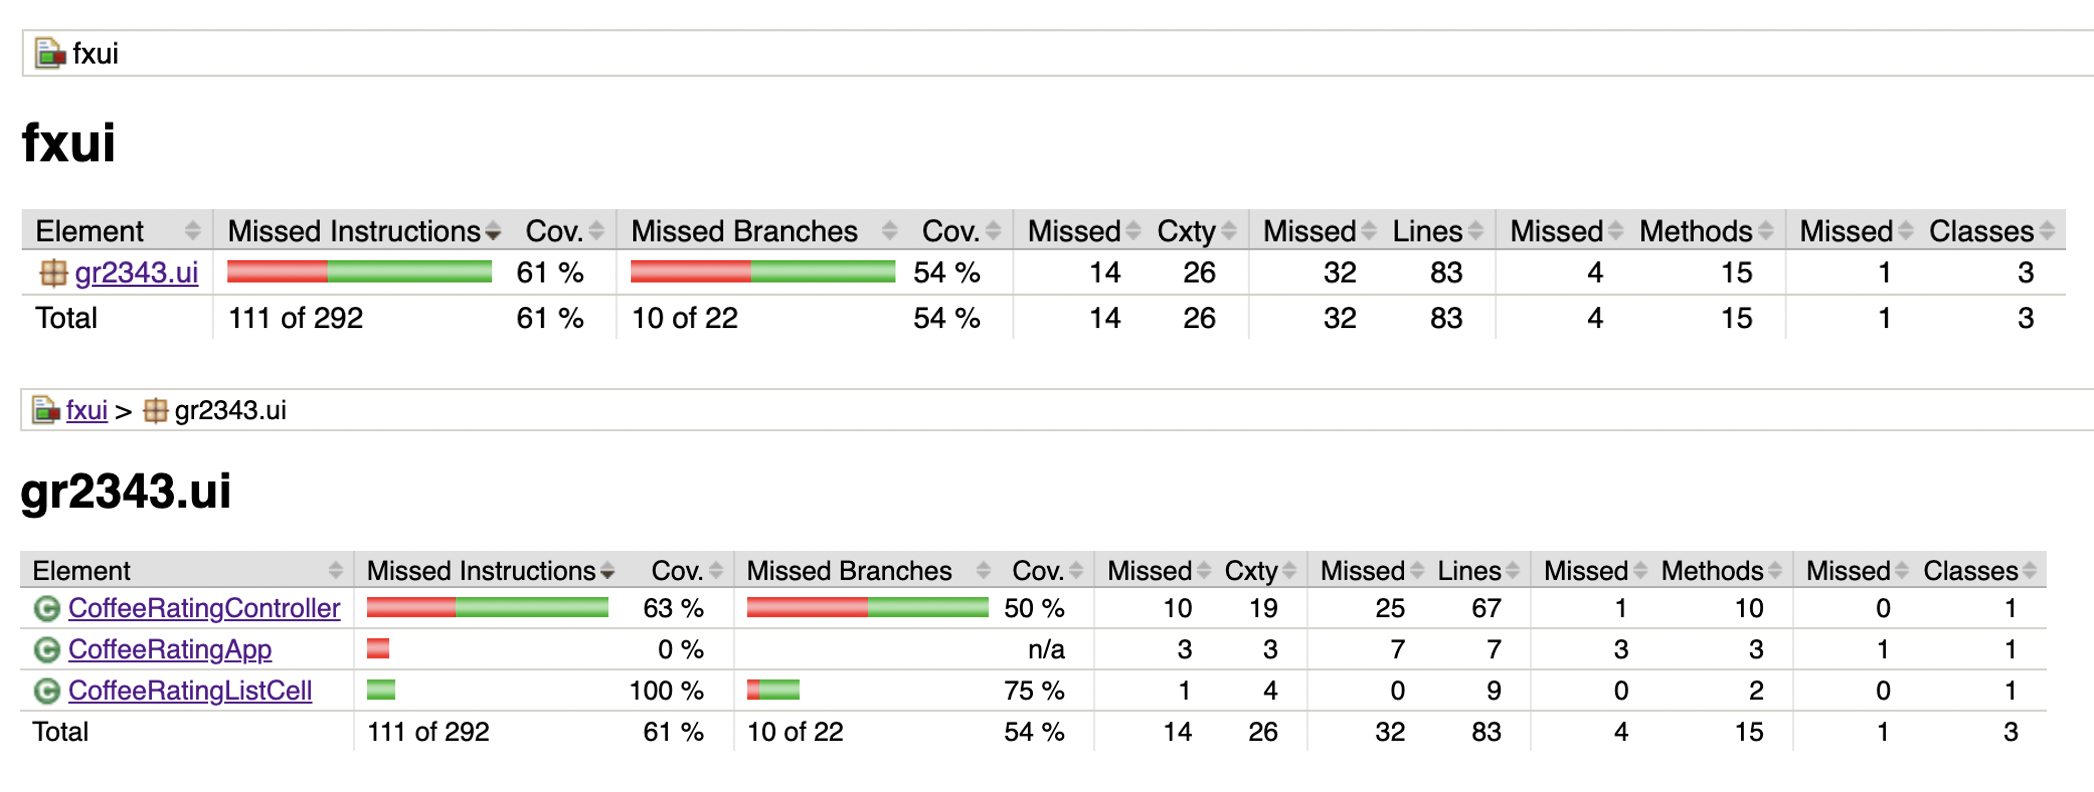 fxui
fxui
Element Missed Instructions Cov. Missed Branches Cov. Missed Cxty Missed Lines Missed Methods Missed Classes
gr2343.ui 61 % 54 % 14 26 32 83 4 15 1 3
Total 111 of 292 61 % 10 of 22 54 % 14 26 32 83 4 15 1 3
fxui > gr2343.ui
gr2343.ui
Element Missed Instructions Cov. Missed Branches Cov. Missed Cxty Missed Lines Missed Methods Missed Classes
C CoffeeRatingController 63 % 50 % 10 19 25 67 1 10 0 1
C CoffeeRatingApp 0 % n/a 3 3 7 7 3 3 1 1
C CoffeeRatingListCell 100 % 75 % 1 4 0 9 0 2 0 1
Total 111 of 292 61 % 10 of 22 54 % 14 26 32 83 4 15 1 3